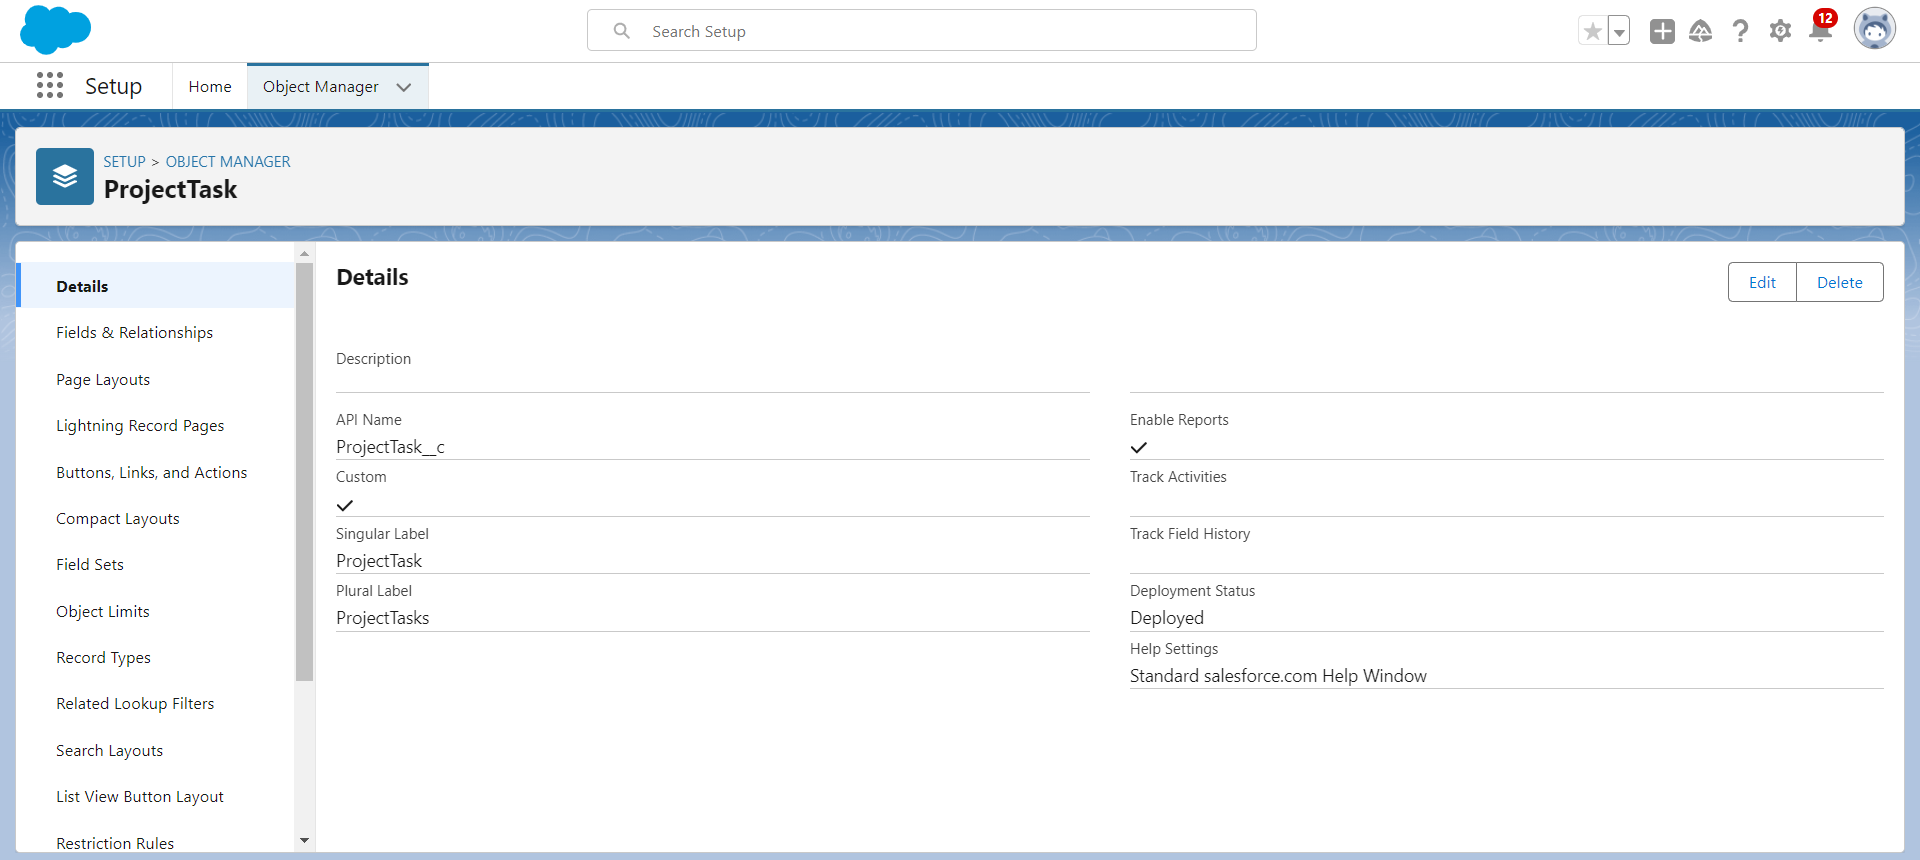 Search Setup
12
Setup
Home
Object Manager
SETUP > OBJECT MANAGER
ProjectTask
Details
Fields & Relationships
Page Layouts
Lightning Record Pages
Buttons, Links, and Actions
Compact Layouts
Field Sets
Object Limits
Record Types
Related Lookup Filters
Search Layouts
List View Button Layout
Restriction Rules
Details
Edit
Delete
Description
API Name
ProjectTask__c
Custom
Singular Label
ProjectTask
Plural Label
ProjectTasks
Enable Reports
Track Activities
Track Field History
Deployment Status
Deployed
Help Settings
Standard salesforce.com Help Window